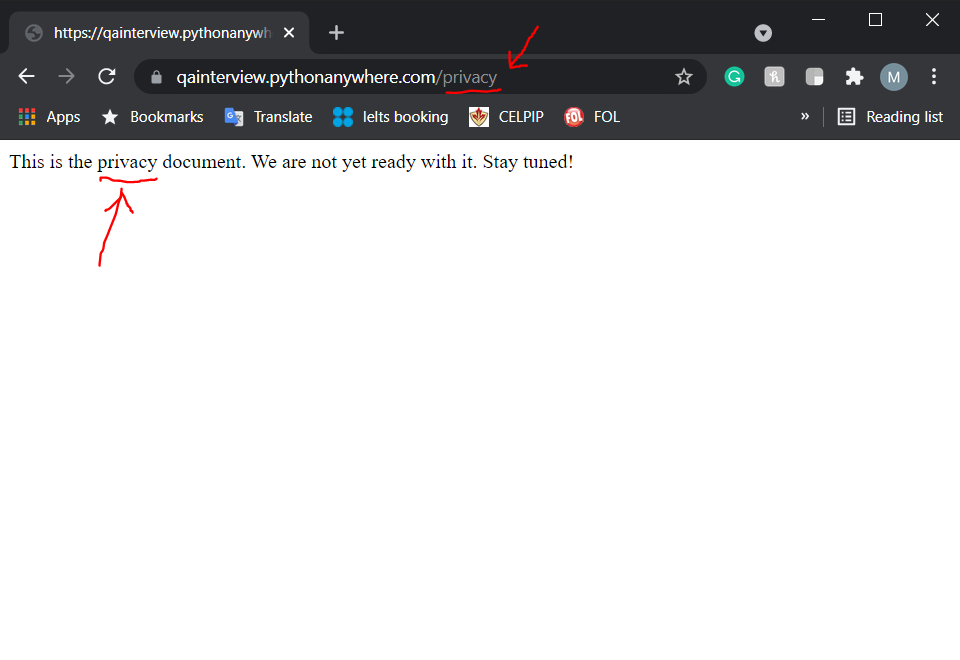 https://qainterview.pythonanywh
qainterview.pythonanywhere.com/privacy
G
h
M
Apps
Bookmarks
Translate
Ielts booking
CELPIP
FOL
FOL
»
Reading list
This is the privacy document. We are not yet ready with it. Stay tuned!